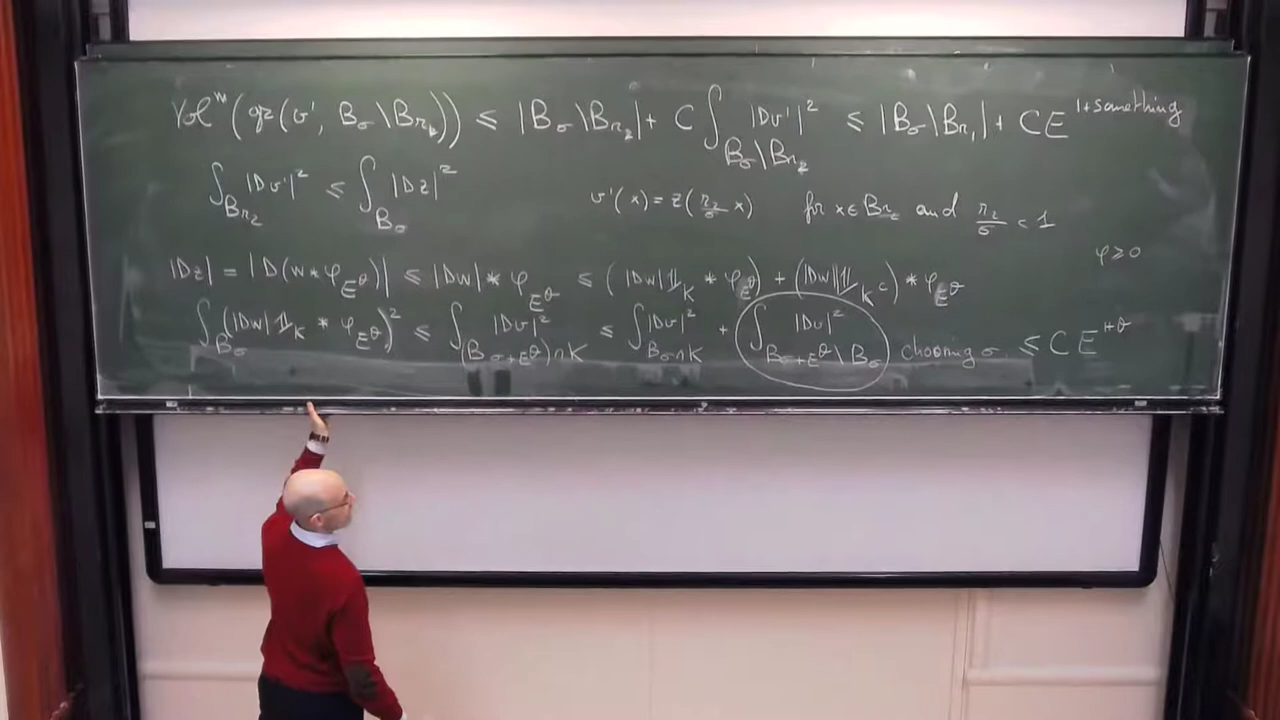 Vol^m (gr(v', B_σ \ B_{r_2})) ≤ |B_σ \ B_{r_2}| + C ∫_{B_σ \ B_{r_2}} |Dv'|^2 ≤ |B_σ \ B_{r_1}| + CE^{1+something}
∫_{B_{r_2}} |Dv'|^2 ≤ ∫_{B_σ} |Dz|^2 v'(x) = z(r_2/σ x) for x ∈ B_{r_2} and r_2/σ < 1
φ ≥ 0
|Dz| = |D(w * φ_{E^θ})| ≤ |Dw| * φ_{E^θ} ≤ (|Dw| 𝟙_K * φ_{E^θ}) + (|Dw| 𝟙_{K^c}) * φ_{E^θ}
∫_{B_σ} (|Dw| 𝟙_K * φ_{E^θ})^2 ≤ ∫_{(B_{σ+E^θ}) ∩ K} |Dv|^2 ≤ ∫_{B_σ ∩ K} |Dv|^2 + ∫_{B_{σ+E^θ} \ B_σ} |Dv|^2 choosing σ ≤ CE^{1+θ}